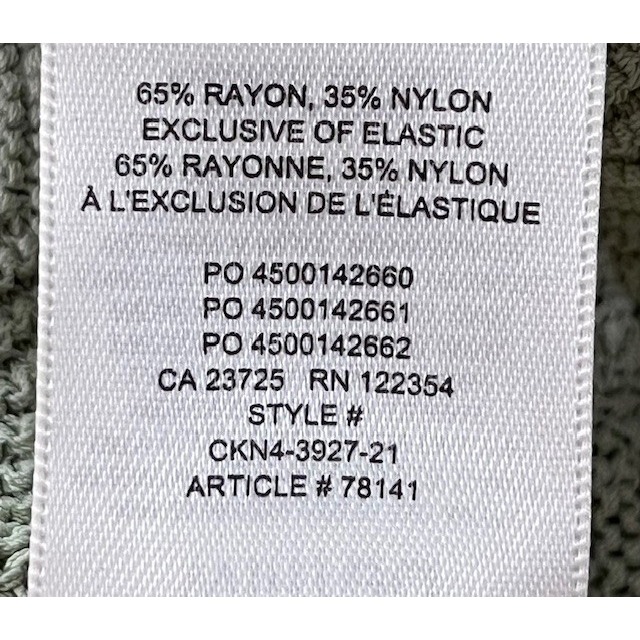 65% RAYON, 35% NYLON
EXCLUSIVE OF ELASTIC
65% RAYONNE, 35% NYLON
À L'EXCLUSION DE L'ÉLASTIQUE
PO 4500142660
PO 4500142661
PO 4500142662
CA 23725 RN 122354
STYLE #
CKN4-3927-21
ARTICLE # 78141